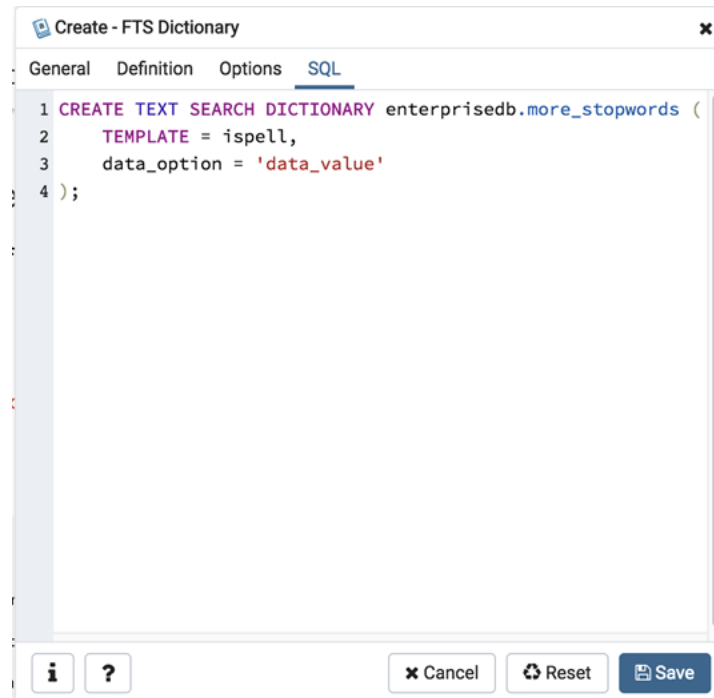 Create - FTS Dictionary
General Definition Options SQL
1 CREATE TEXT SEARCH DICTIONARY enterprisedb.more_stopwords (
2     TEMPLATE = ispell,
3     data_option = 'data_value'
4 );
i ? Cancel Reset Save